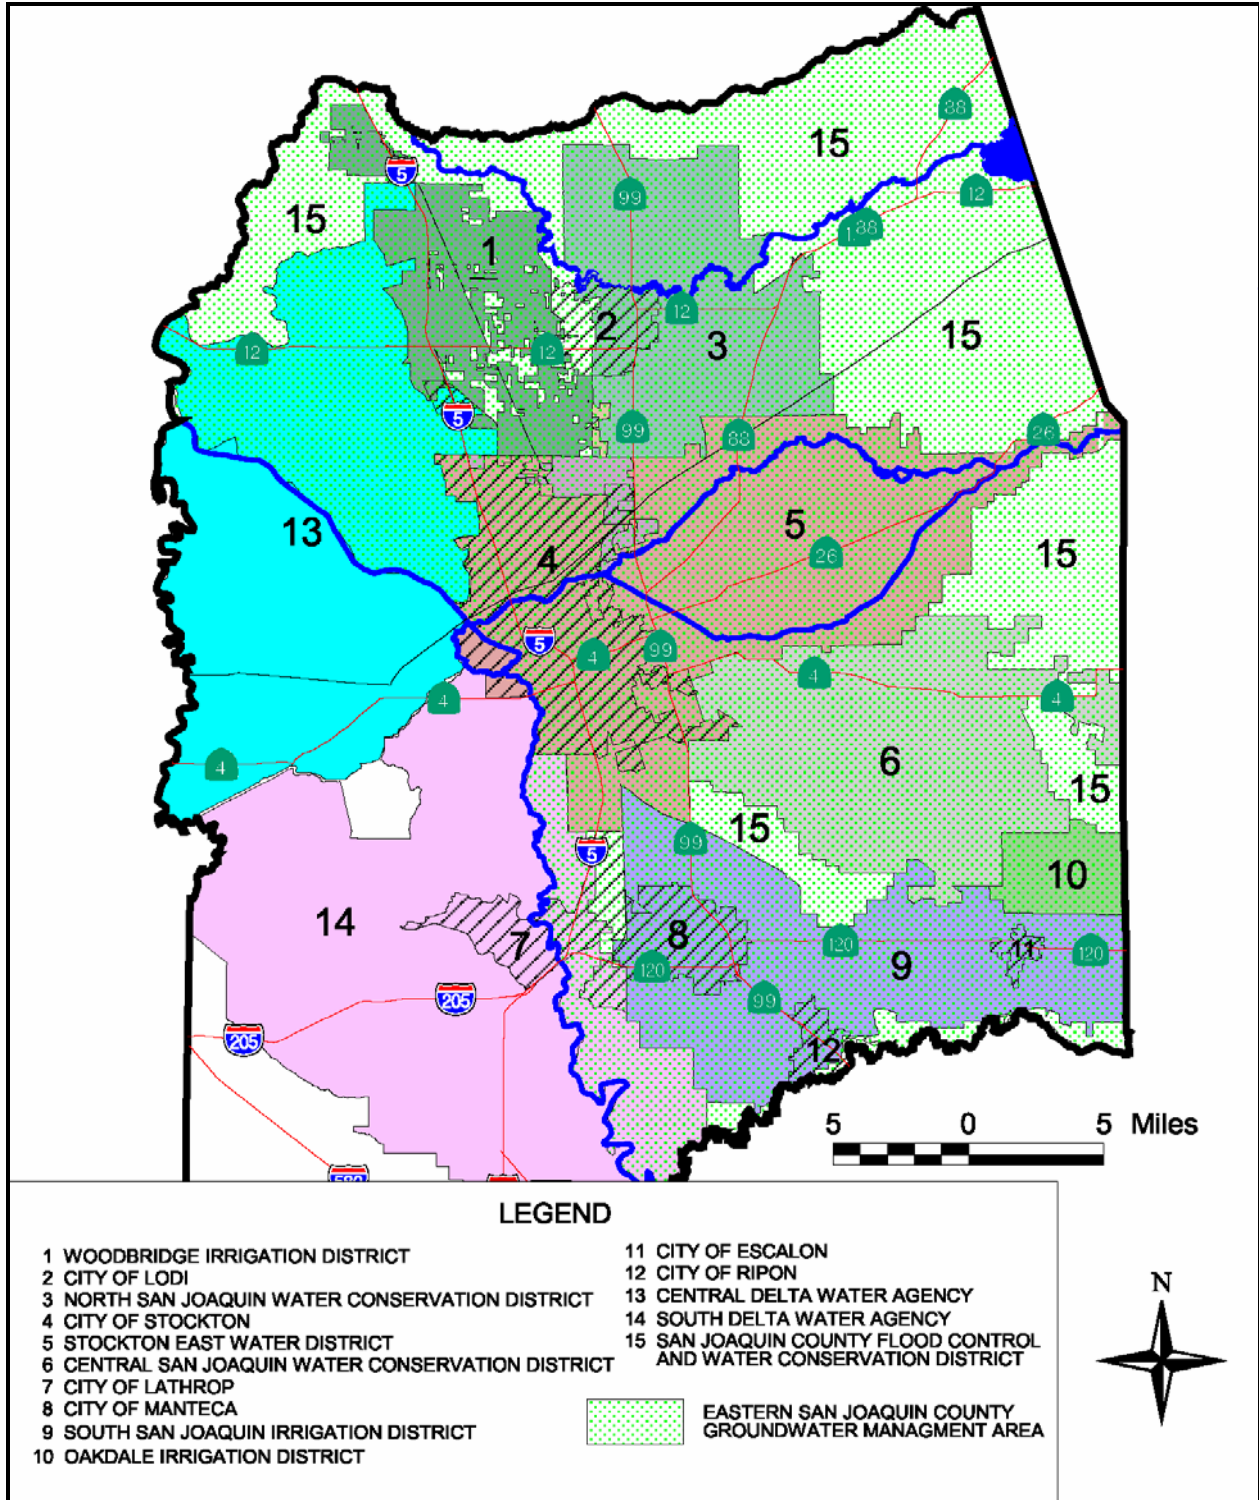 38
15
5
12
99
15
1
88
1
2
12
3
15
12
12
5
99
88
26
13
4
5
26
15
5
4
99
4
4
4
6
4
15
15
99
5
10
14
7
8
120
9
11
120
120
205
99
12
205
5 0 5 Miles
580
LEGEND
1 WOODBRIDGE IRRIGATION DISTRICT
2 CITY OF LODI
3 NORTH SAN JOAQUIN WATER CONSERVATION DISTRICT
4 CITY OF STOCKTON
5 STOCKTON EAST WATER DISTRICT
6 CENTRAL SAN JOAQUIN WATER CONSERVATION DISTRICT
7 CITY OF LATHROP
8 CITY OF MANTECA
9 SOUTH SAN JOAQUIN IRRIGATION DISTRICT
10 OAKDALE IRRIGATION DISTRICT
11 CITY OF ESCALON
12 CITY OF RIPON
13 CENTRAL DELTA WATER AGENCY
14 SOUTH DELTA WATER AGENCY
15 SAN JOAQUIN COUNTY FLOOD CONTROL
AND WATER CONSERVATION DISTRICT
EASTERN SAN JOAQUIN COUNTY
GROUNDWATER MANAGMENT AREA
N